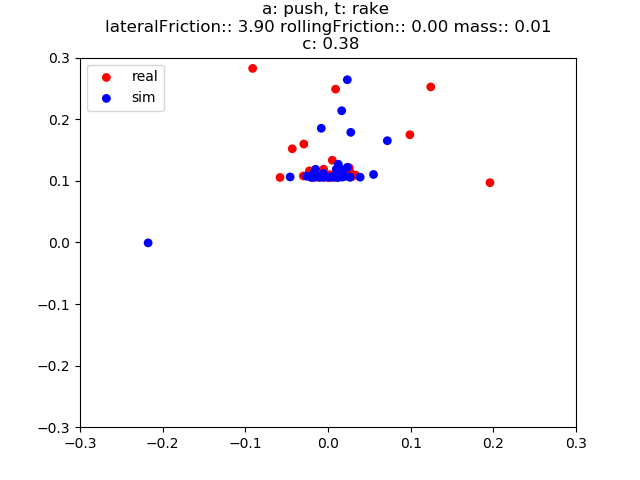 a: push, t: rake
lateralFriction:: 3.90 rollingFriction:: 0.00 mass:: 0.01
c: 0.38
real
sim
0.3
0.2
0.1
0.0
−0.1
−0.2
−0.3
−0.3 −0.2 −0.1 0.0 0.1 0.2 0.3